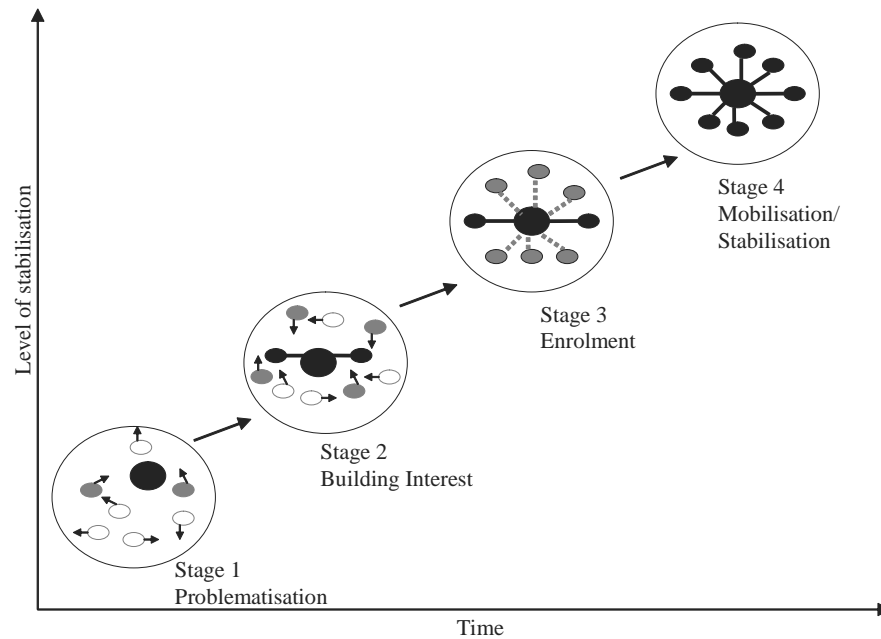 Stage 4
Mobilisation/
Stabilisation
Stage 3
Enrolment
Stage 2
Building Interest
Stage 1
Problematisation
Level of stabilisation
Time